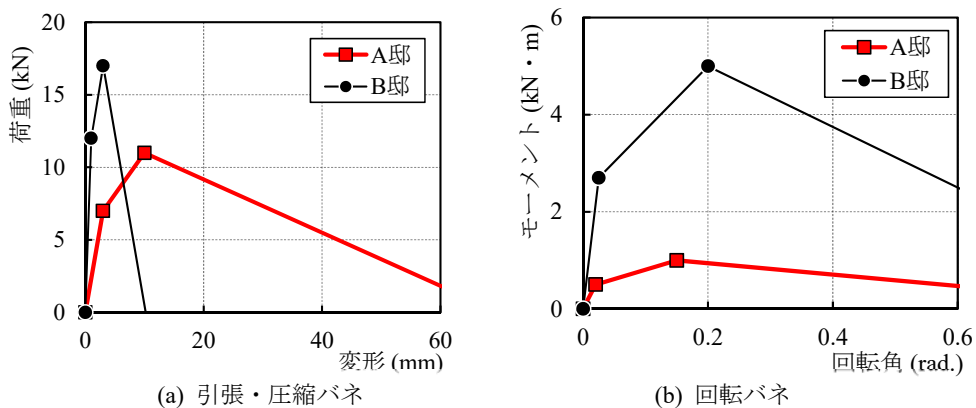 20
15
10
5
0
荷重 (kN)
A邸
B邸
0
20
40
60
変形 (mm)
(a) 引張・圧縮バネ
6
4
2
0
モーメント (kN・m)
A邸
B邸
0
0.2
0.4
0.6
回転角 (rad.)
(b) 回転バネ